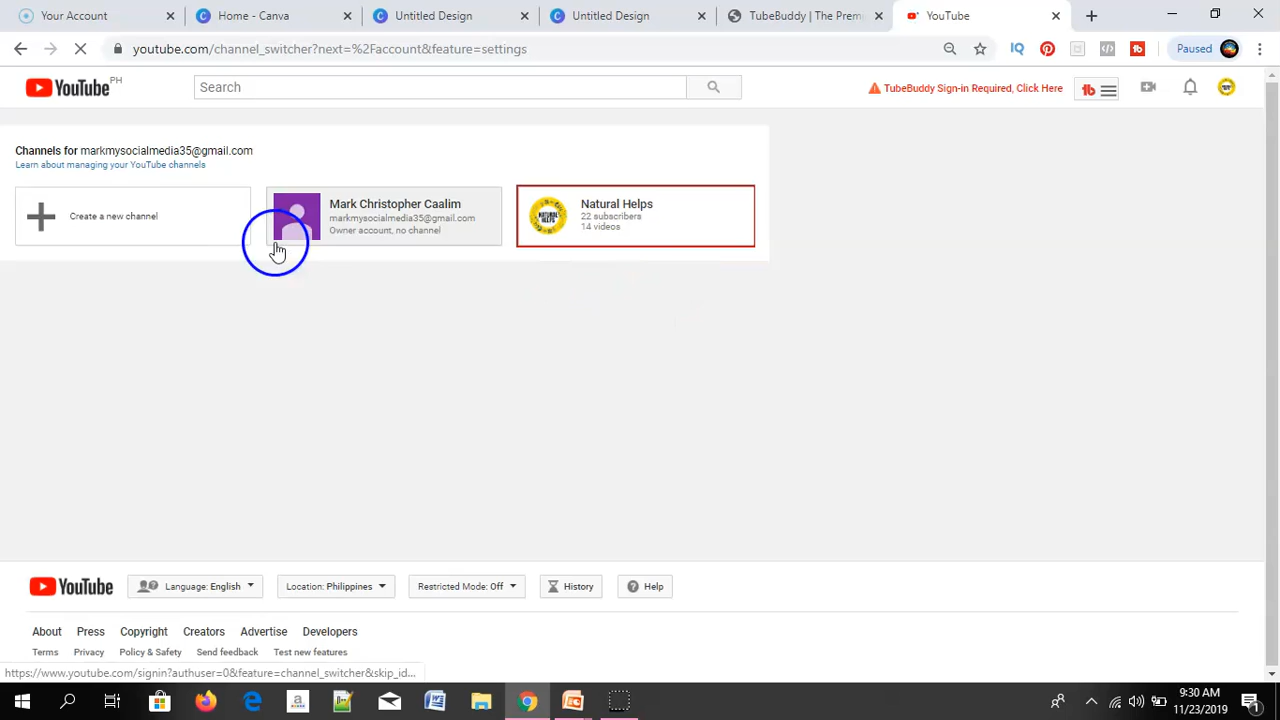 Your Account
Home - Canva
Untitled Design
Untitled Design
TubeBuddy | The Prem
YouTube
youtube.com/channel_switcher?next=%2Faccount&feature=settings
Paused
YouTube PH
Search
TubeBuddy Sign-in Required, Click Here
Channels for markmysocialmedia35@gmail.com
Learn about managing your YouTube channels
Create a new channel
Mark Christopher Caalim
markmysocialmedia35@gmail.com
Owner account, no channel
NATURAL HELPS
Natural Helps
22 subscribers
14 videos
YouTube
Language: English
Location: Philippines
Restricted Mode: Off
History
Help
About
Press
Copyright
Creators
Advertise
Developers
Terms
Privacy
Policy & Safety
Send feedback
Test new features
https://www.youtube.com/signin?authuser=0&feature=channel_switcher&skip_id...
9:30 AM
11/23/2019